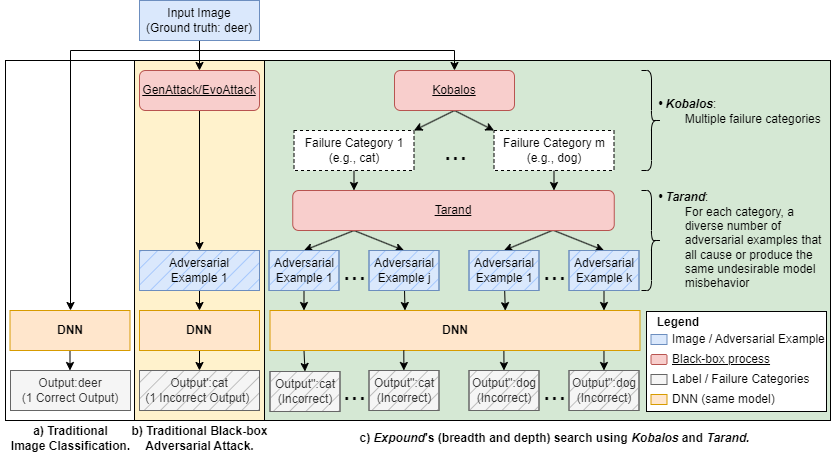 Input Image
(Ground truth: deer)
GenAttack/EvoAttack
Kobalos
Failure Category 1
(e.g., cat)
...
Failure Category m
(e.g., dog)
• Kobalos:
Multiple failure categories
Tarand
• Tarand:
For each category, a
diverse number of
adversarial examples that
all cause or produce the
same undesirable model
misbehavior
Adversarial
Example 1
Adversarial
Example 1
...
Adversarial
Example j
Adversarial
Example 1
...
Adversarial
Example k
DNN
DNN
DNN
Output:deer
(1 Correct Output)
Output':cat
(1 Incorrect Output)
Output'':cat
(Incorrect)
...
Output'':cat
(Incorrect)
Output'':dog
(Incorrect)
...
Output'':dog
(Incorrect)
Legend
Image / Adversarial Example
Black-box process
Label / Failure Categories
DNN (same model)
a) Traditional
Image Classification.
b) Traditional Black-box
Adversarial Attack.
c) Expound's (breadth and depth) search using Kobalos and Tarand.